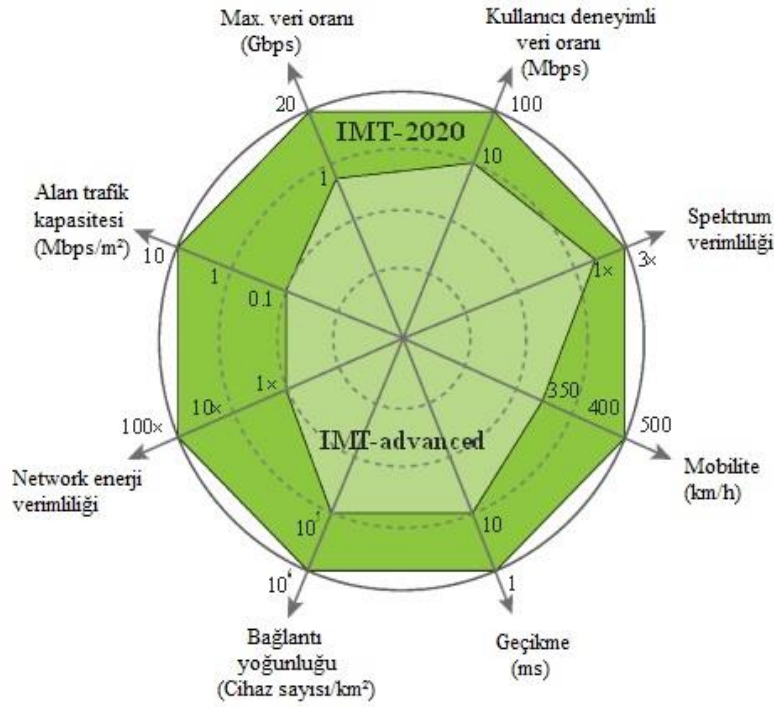 Max. veri oranı
(Gbps)
Kullanıcı deneyimli
veri oranı
(Mbps)
20
100
IMT-2020
1
10
Alan trafik
kapasitesi
(Mbps/m²)
Spektrum
verimliliği
10
1
0.1
1×
3×
100×
10×
1×
350
400
500
IMT-advanced
Network enerji
verimliliği
Mobilite
(km/h)
10
10
1
Bağlantı
yoğunluğu
(Cihaz sayısı/km²)
Geçikme
(ms)